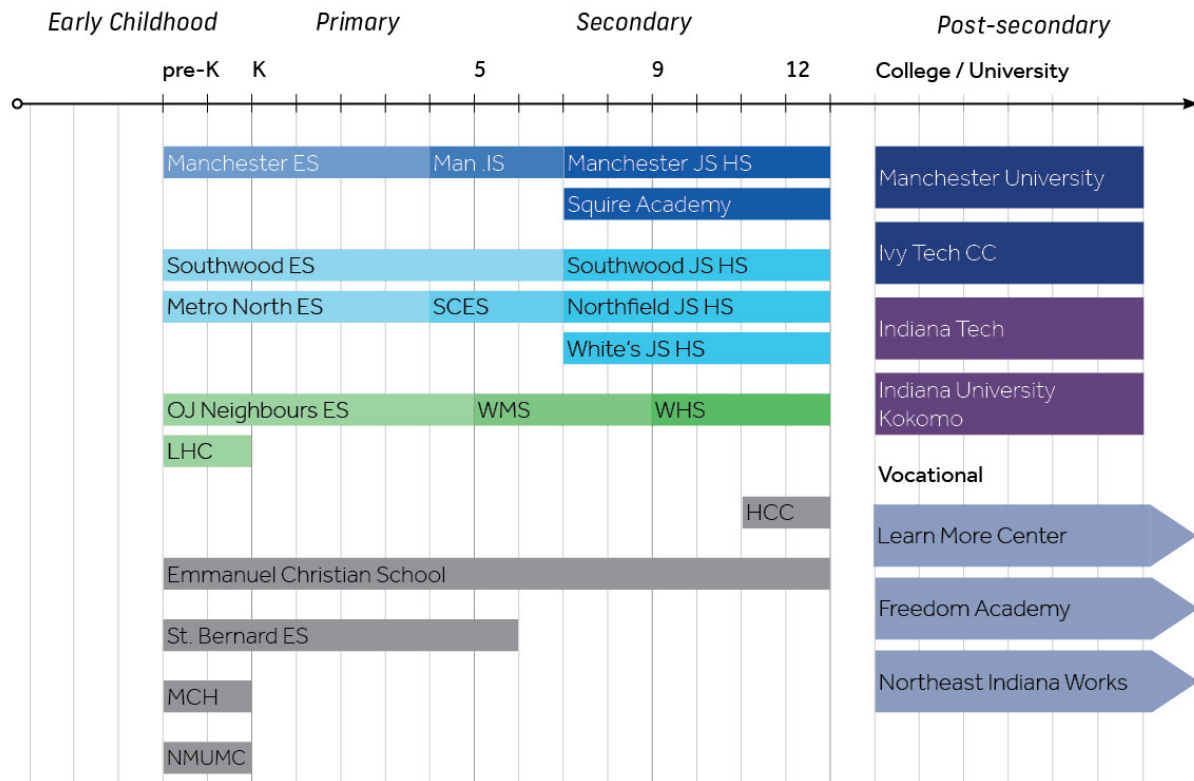 Early Childhood Primary Secondary Post-secondary
pre-K K 5 9 12 College / University
Manchester ES Man .IS Manchester JS HS
Squire Academy
Southwood ES Southwood JS HS
Metro North ES SCES Northfield JS HS
White's JS HS
OJ Neighbours ES WMS WHS
LHC
HCC
Emmanuel Christian School
St. Bernard ES
MCH
NMUMC
Manchester University
Ivy Tech CC
Indiana Tech
Indiana University
Kokomo
Vocational
Learn More Center
Freedom Academy
Northeast Indiana Works